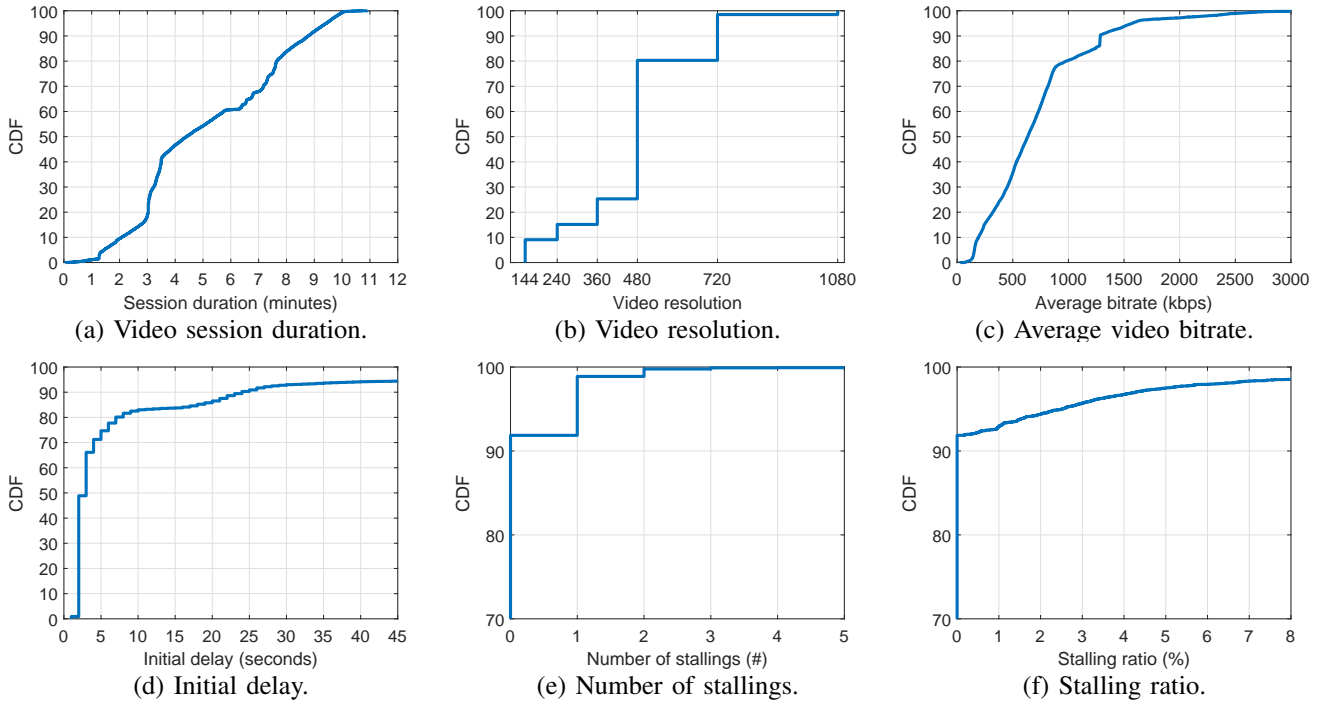 100
90
80
70
60
50
40
30
20
10
0
CDF
0 1 2 3 4 5 6 7 8 9 10 11 12
Session duration (minutes)
(a) Video session duration.
100
90
80
70
60
50
40
30
20
10
0
CDF
144 240 360 480 720 1080
Video resolution
(b) Video resolution.
100
90
80
70
60
50
40
30
20
10
0
CDF
0 500 1000 1500 2000 2500 3000
Average bitrate (kbps)
(c) Average video bitrate.
100
90
80
70
60
50
40
30
20
10
0
CDF
0 5 10 15 20 25 30 35 40 45
Initial delay (seconds)
(d) Initial delay.
100
90
80
70
CDF
0 1 2 3 4 5
Number of stallings (#)
(e) Number of stallings.
100
90
80
70
CDF
0 1 2 3 4 5 6 7 8
Stalling ratio (%)
(f) Stalling ratio.